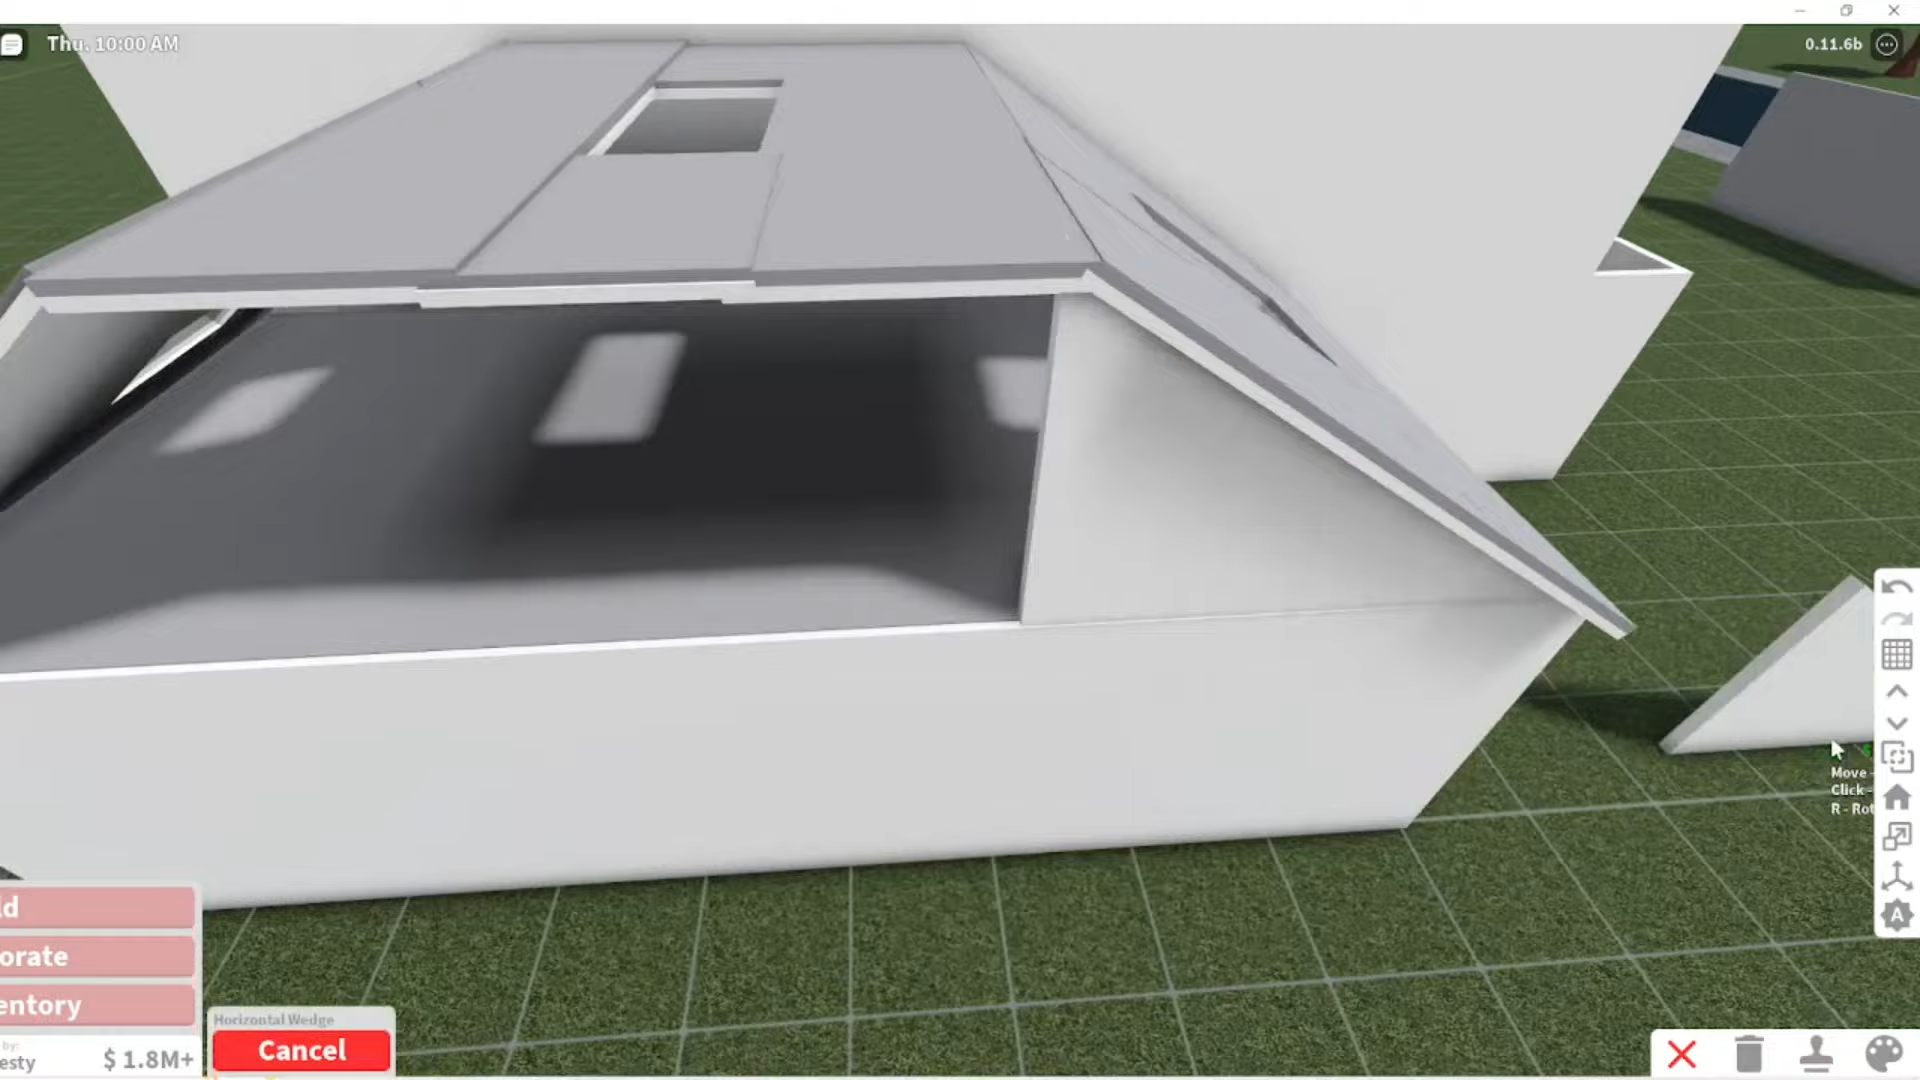 Thu. 10:00 AM
0.11.6b
Move -
Click -
R - Rot
ld
orate
entory
by:
esty
$ 1.8M+
Horizontal Wedge
Cancel
A